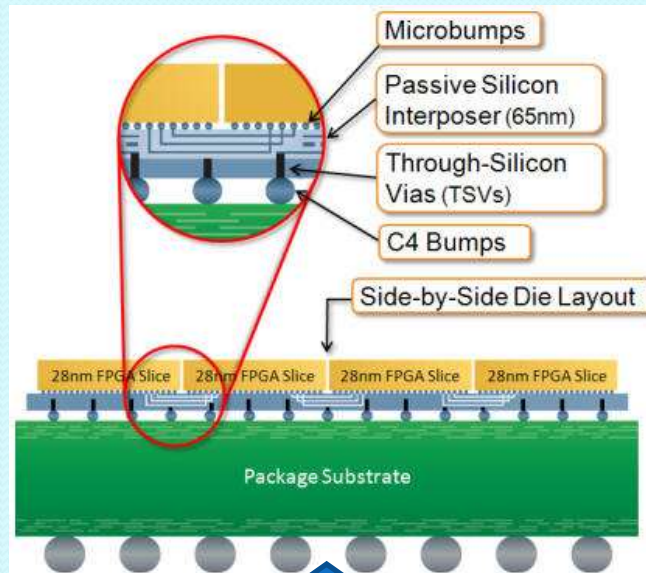 Microbumps
Passive Silicon
Interposer (65nm)
Through-Silicon
Vias (TSVs)
C4 Bumps
Side-by-Side Die Layout
28nm FPGA Slice 28nm FPGA Slice 28nm FPGA Slice 28nm FPGA Slice
Package Substrate